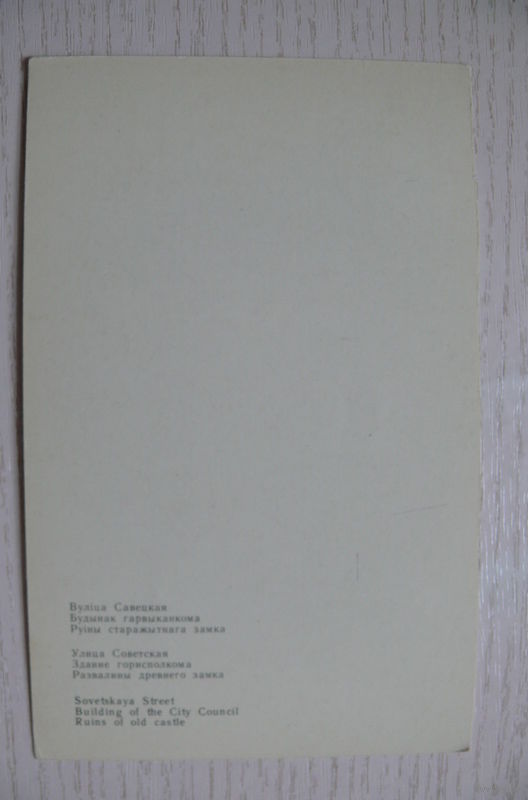 Вуліца Савецкая
Будынак гарвыканкома
Руіны старажытнага замка
Улица Советская
Здание горисполкома
Развалины древнего замка
Sovetskaya Street
Building of the City Council
Ruins of old castle